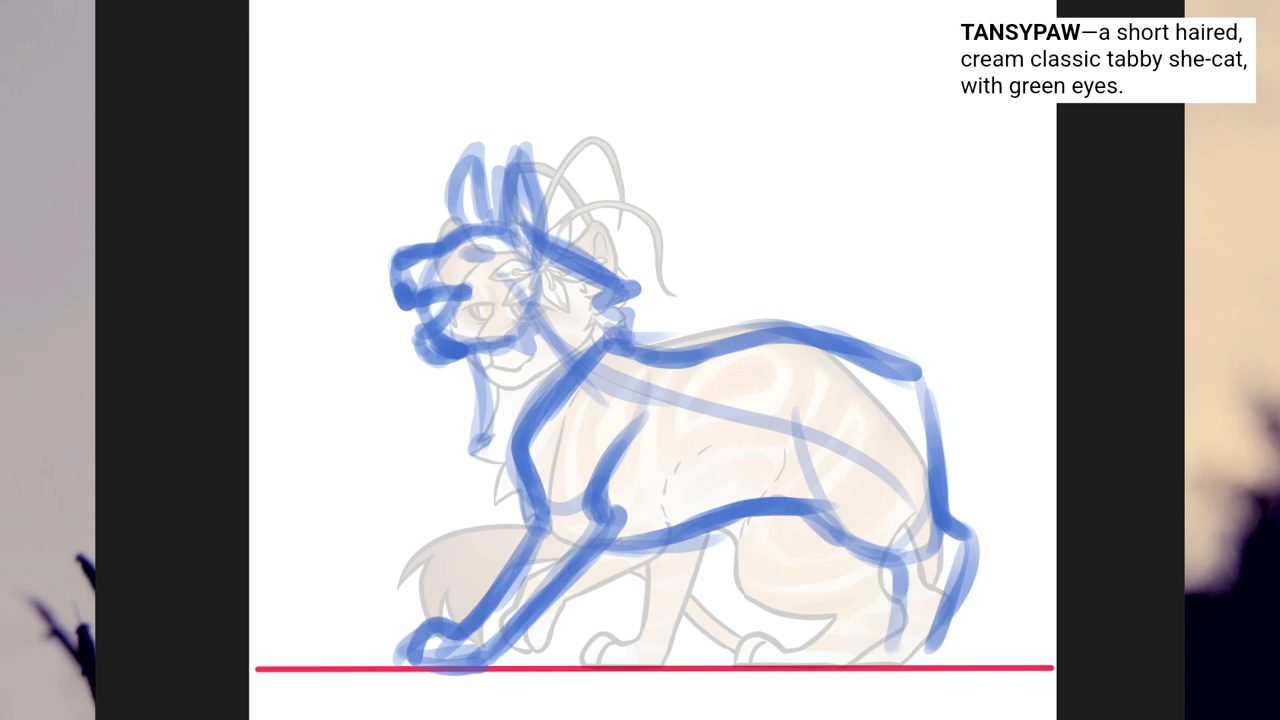 TANSYPAW—a short haired,
cream classic tabby she-cat,
with green eyes.